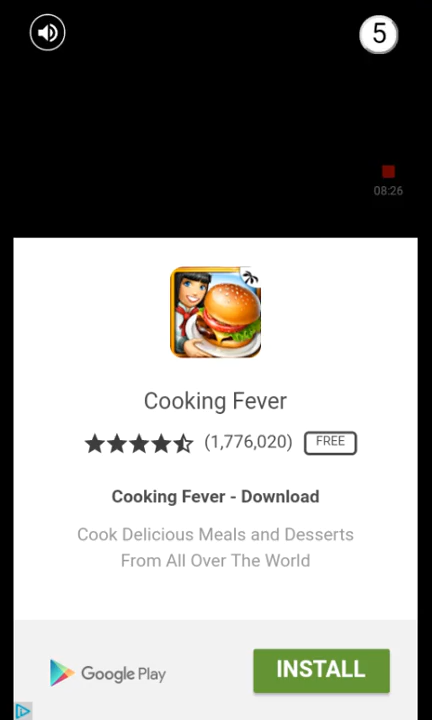 5
08:26
Cooking Fever
(1,776,020) FREE
Cooking Fever - Download
Cook Delicious Meals and Desserts
From All Over The World
Google Play
INSTALL